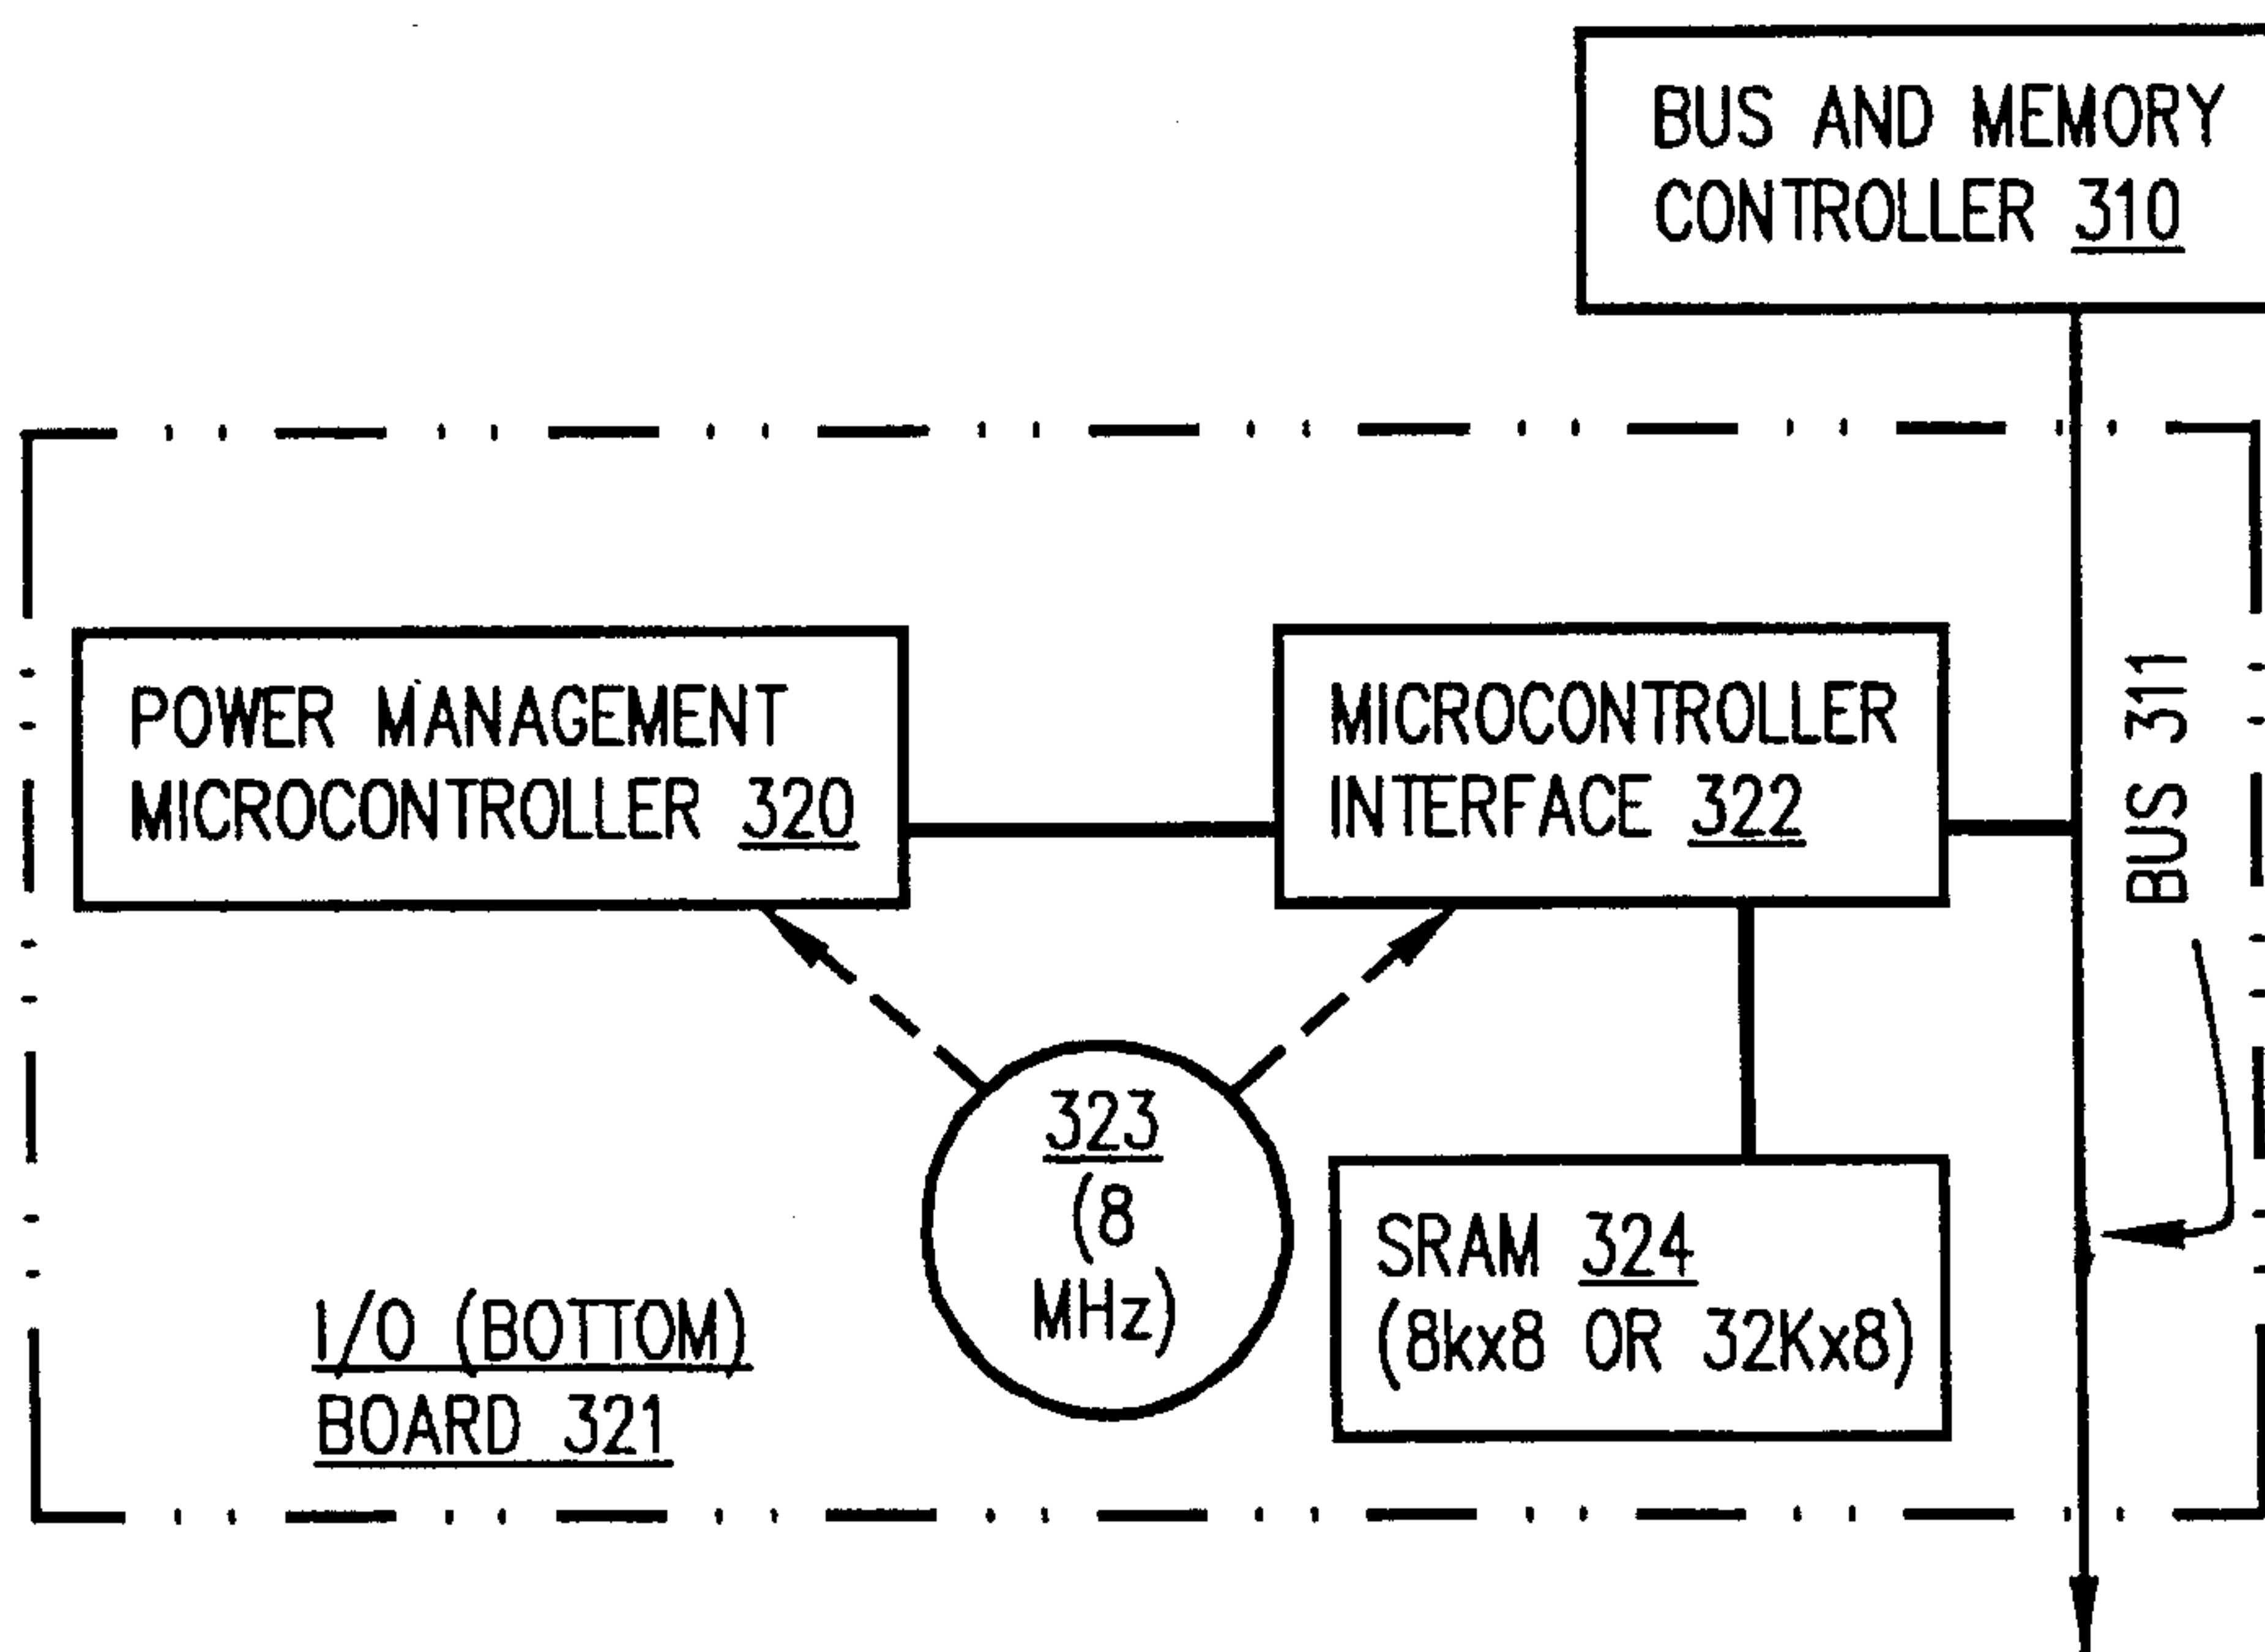 BUS AND MEMORY
CONTROLLER 310
POWER MANAGEMENT
MICROCONTROLLER 320
MICROCONTROLLER
INTERFACE 322
BUS 311
323
(8
MHz)
SRAM 324
(8kx8 OR 32Kx8)
I/O (BOTTOM)
BOARD 321